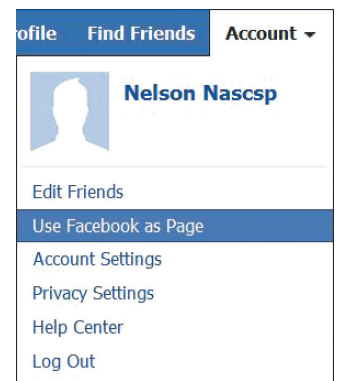 ofile Find Friends Account
Nelson Nascsp
Edit Friends
Use Facebook as Page
Account Settings
Privacy Settings
Help Center
Log Out